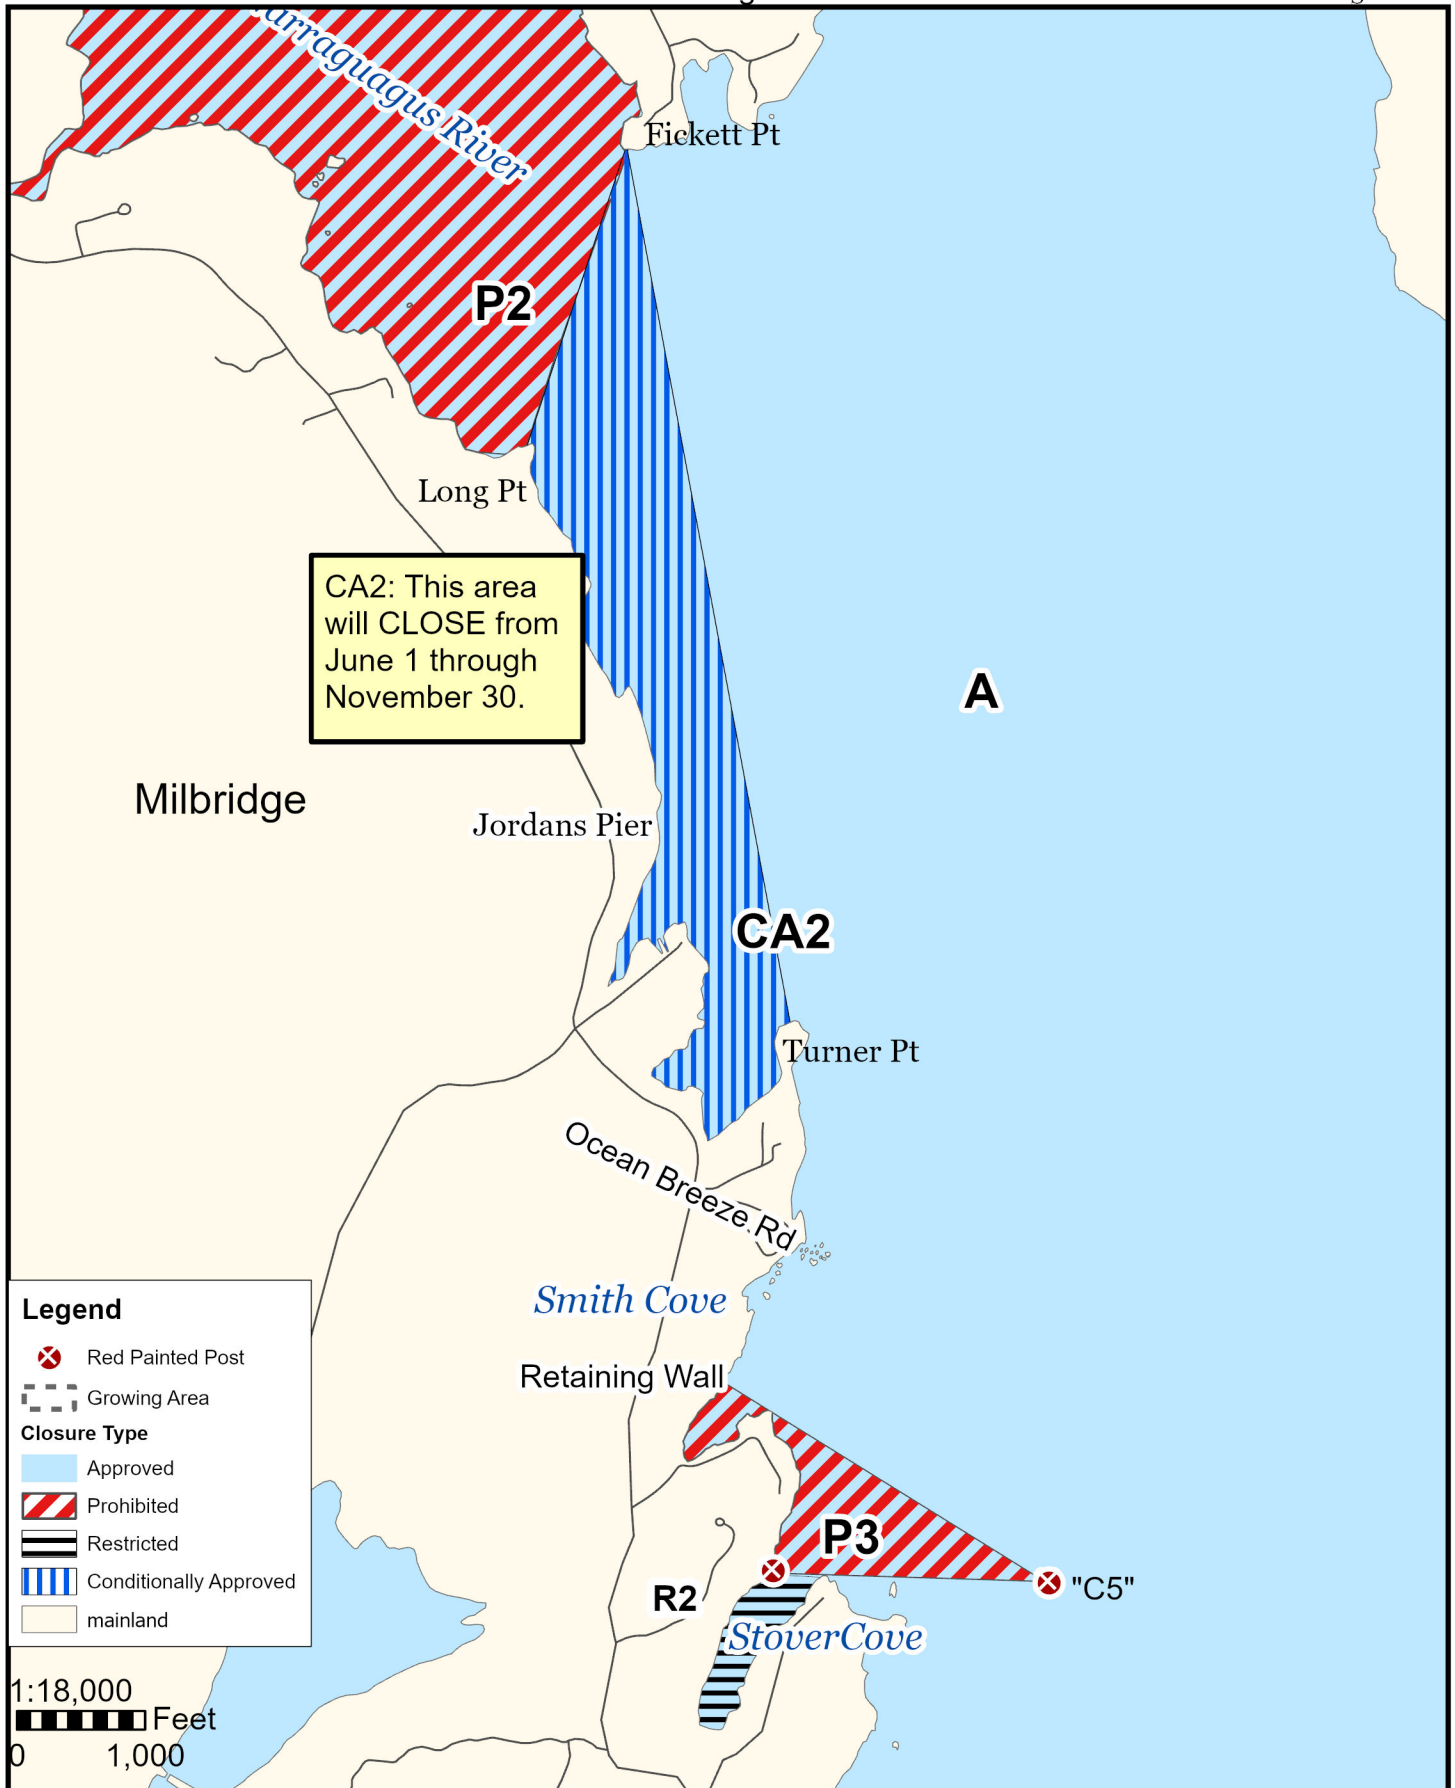 arraguagus River
Fickett Pt
P2
Long Pt
CA2: This area
will CLOSE from
June 1 through
November 30.
A
Milbridge
Jordans Pier
CA2
Turner Pt
Ocean Breeze Rd
Smith Cove
Retaining Wall
P3
"C5"
R2
StoverCove
Legend
Red Painted Post
Growing Area
Closure Type
Approved
Prohibited
Restricted
Conditionally Approved
mainland
1:18,000
Feet
0 1,000